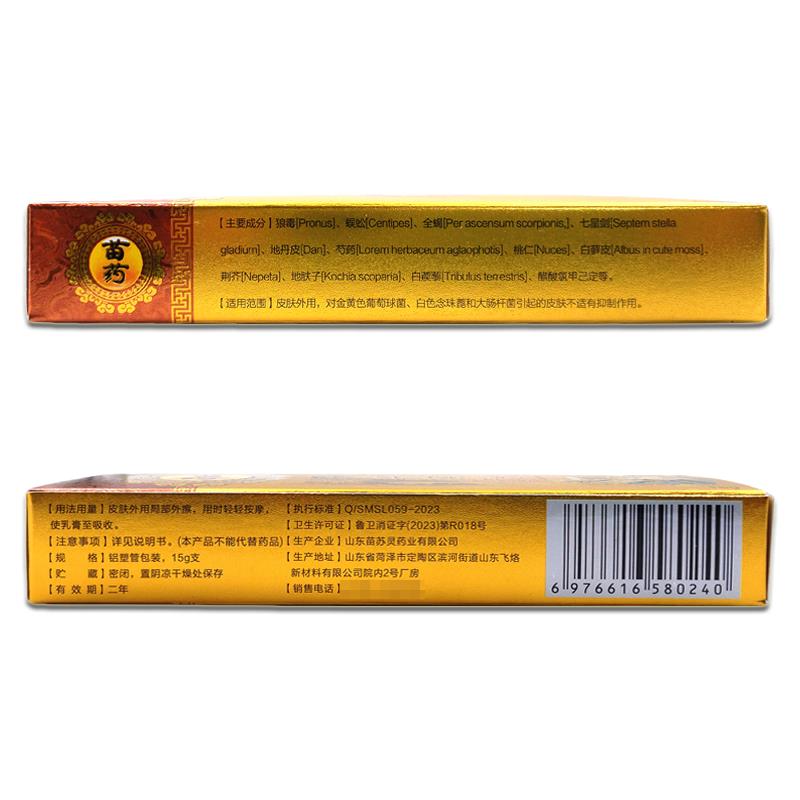 苗药
【主要成分】狼毒[Pronus]、蜈蚣[Centipes]、全蝎[Per ascensum scorpionis,]、七星剑[Septem stella
gladium]、地丹皮[Dan]、芍药[Lorem herbaceum aglaophotis]、桃仁[Nuces]、白藓皮[Albus in cute moss]、
荆芥[Nepeta]、地肤子[Knchia scoparia]、白蒺藜[Tribulus terrestris]、醋酸氯甲己定等。
【适用范围】皮肤外用，对金黄色葡萄球菌、白色念珠菌和大肠杆菌引起的皮肤不适有抑制作用。
【用法用量】皮肤外用局部外擦，用时轻轻按摩，
使乳膏至吸收。
【注意事项】详见说明书。(本产品不能代替药品)
【规 格】铝塑管包装，15g支
【贮 藏】密闭，置阴凉干燥处保存
【有 效 期】二年
【执行标准】Q/SMSL059-2023
【卫生许可证】鲁卫消证字(2023)第R018号
【生产企业】山东苗苏灵药业有限公司
【生产地址】山东省菏泽市定陶区滨河街道山东飞烙
新材料有限公司院内2号厂房
【销售电话】
6 976616 580240